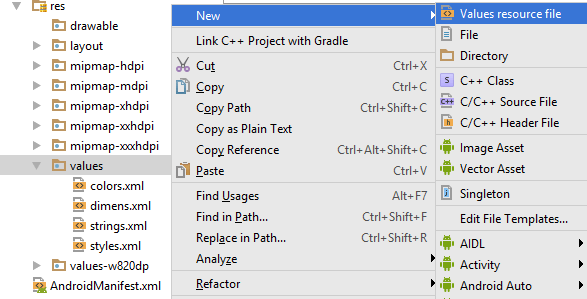 res
drawable
layout
mipmap-hdpi
mipmap-mdpi
mipmap-xhdpi
mipmap-xxhdpi
mipmap-xxxhdpi
values
colors.xml
dimens.xml
strings.xml
styles.xml
values-w820dp
AndroidManifest.xml
New
Link C++ Project with Gradle
Cut Ctrl+X
Copy Ctrl+C
Copy Path Ctrl+Shift+C
Copy as Plain Text
Copy Reference Ctrl+Alt+Shift+C
Paste Ctrl+V
Find Usages Alt+F7
Find in Path... Ctrl+Shift+F
Replace in Path... Ctrl+Shift+R
Analyze
Refactor
Values resource file
File
Directory
S C++ Class
C++ C/C++ Source File
h C/C++ Header File
Image Asset
Vector Asset
Singleton
Edit File Templates...
AIDL
Activity
Android Auto